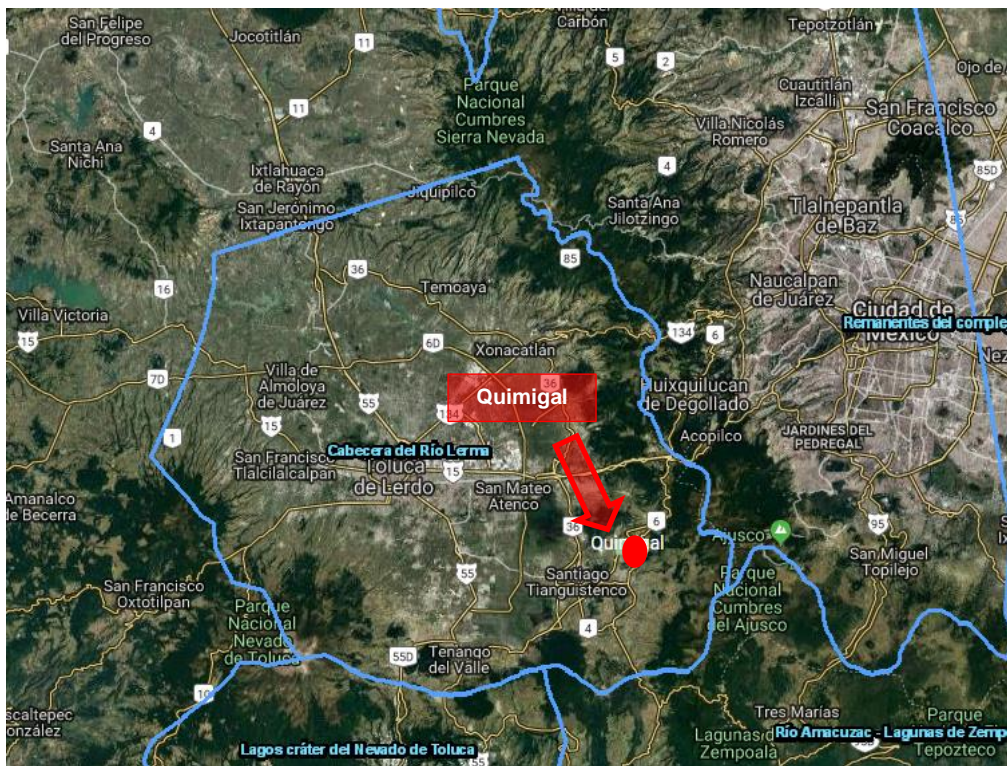 San Felipe
del Progreso
Jocotitlán
11
del Carbón
Tepotzotlán
5
2
11
4
Parque
Nacional
Cumbres
Sierra Nevada
Cuautitlán
Izcalli
Ojo de
San Francisco
Coacalco
Villa Nicolás
Romero
Santa Ana
Nichi
Ixtlahuaca
de Rayón
4
85D
Jiquipilco
San Jerónimo
Ixtapantongo
Santa Ana
Jilotzingo
Tlalnepantla
de Baz
85
36
85
16
Temoaya
Naucalpan
de Juárez
Villa Victoria
Ciudad de
México
Remanentes del comple
15
134
6
6D
Xonacatlán
7D
Villa de
Almoloya
de Juárez
55
Quimigal
36
134
Huixquilucan
de Degollado
15
1
JARDINES DEL
PEDREGAL
Acopilco
San Francisco
Tlalcilalcapan
Cabecera del Río Lerma
Toluca
de Lerdo
15
San Mateo
Atenco
Amanalco
de Becerra
36
6
95
Ajusco
Quimigal
San Miguel
Topilejo
55
Santiago
Tianguistenco
San Francisco
Oxtotilpan
Parque
Nacional
Cumbres
del Ajusco
Parque
Nacional
Nevado
de Toluca
4
55D
Tenango
del Valle
10
Tres Marías
Parque
Tepozteco
Lagunas d
Zempoala
Río Amacuzac - Lagunas de Zemp
Lagos cráter del Nevado de Toluca
55
95D